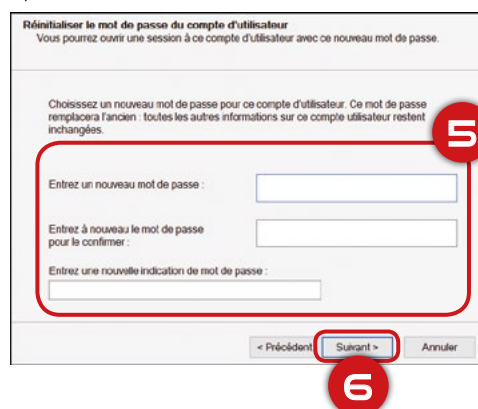 Réinitialiser le mot de passe du compte d'utilisateur
Vous pourrez ouvrir une session à ce compte d'utilisateur avec ce nouveau mot de passe.
Choisissez un nouveau mot de passe pour ce compte d'utilisateur. Ce mot de passe
remplacera l'ancien : toutes les autres informations sur ce compte utilisateur restent
inchangées.
5
Entrez un nouveau mot de passe :
Entrez à nouveau le mot de passe
pour le confirmer :
Entrez une nouvelle indication de mot de passe :
< Précédent Suivant > Annuler
6